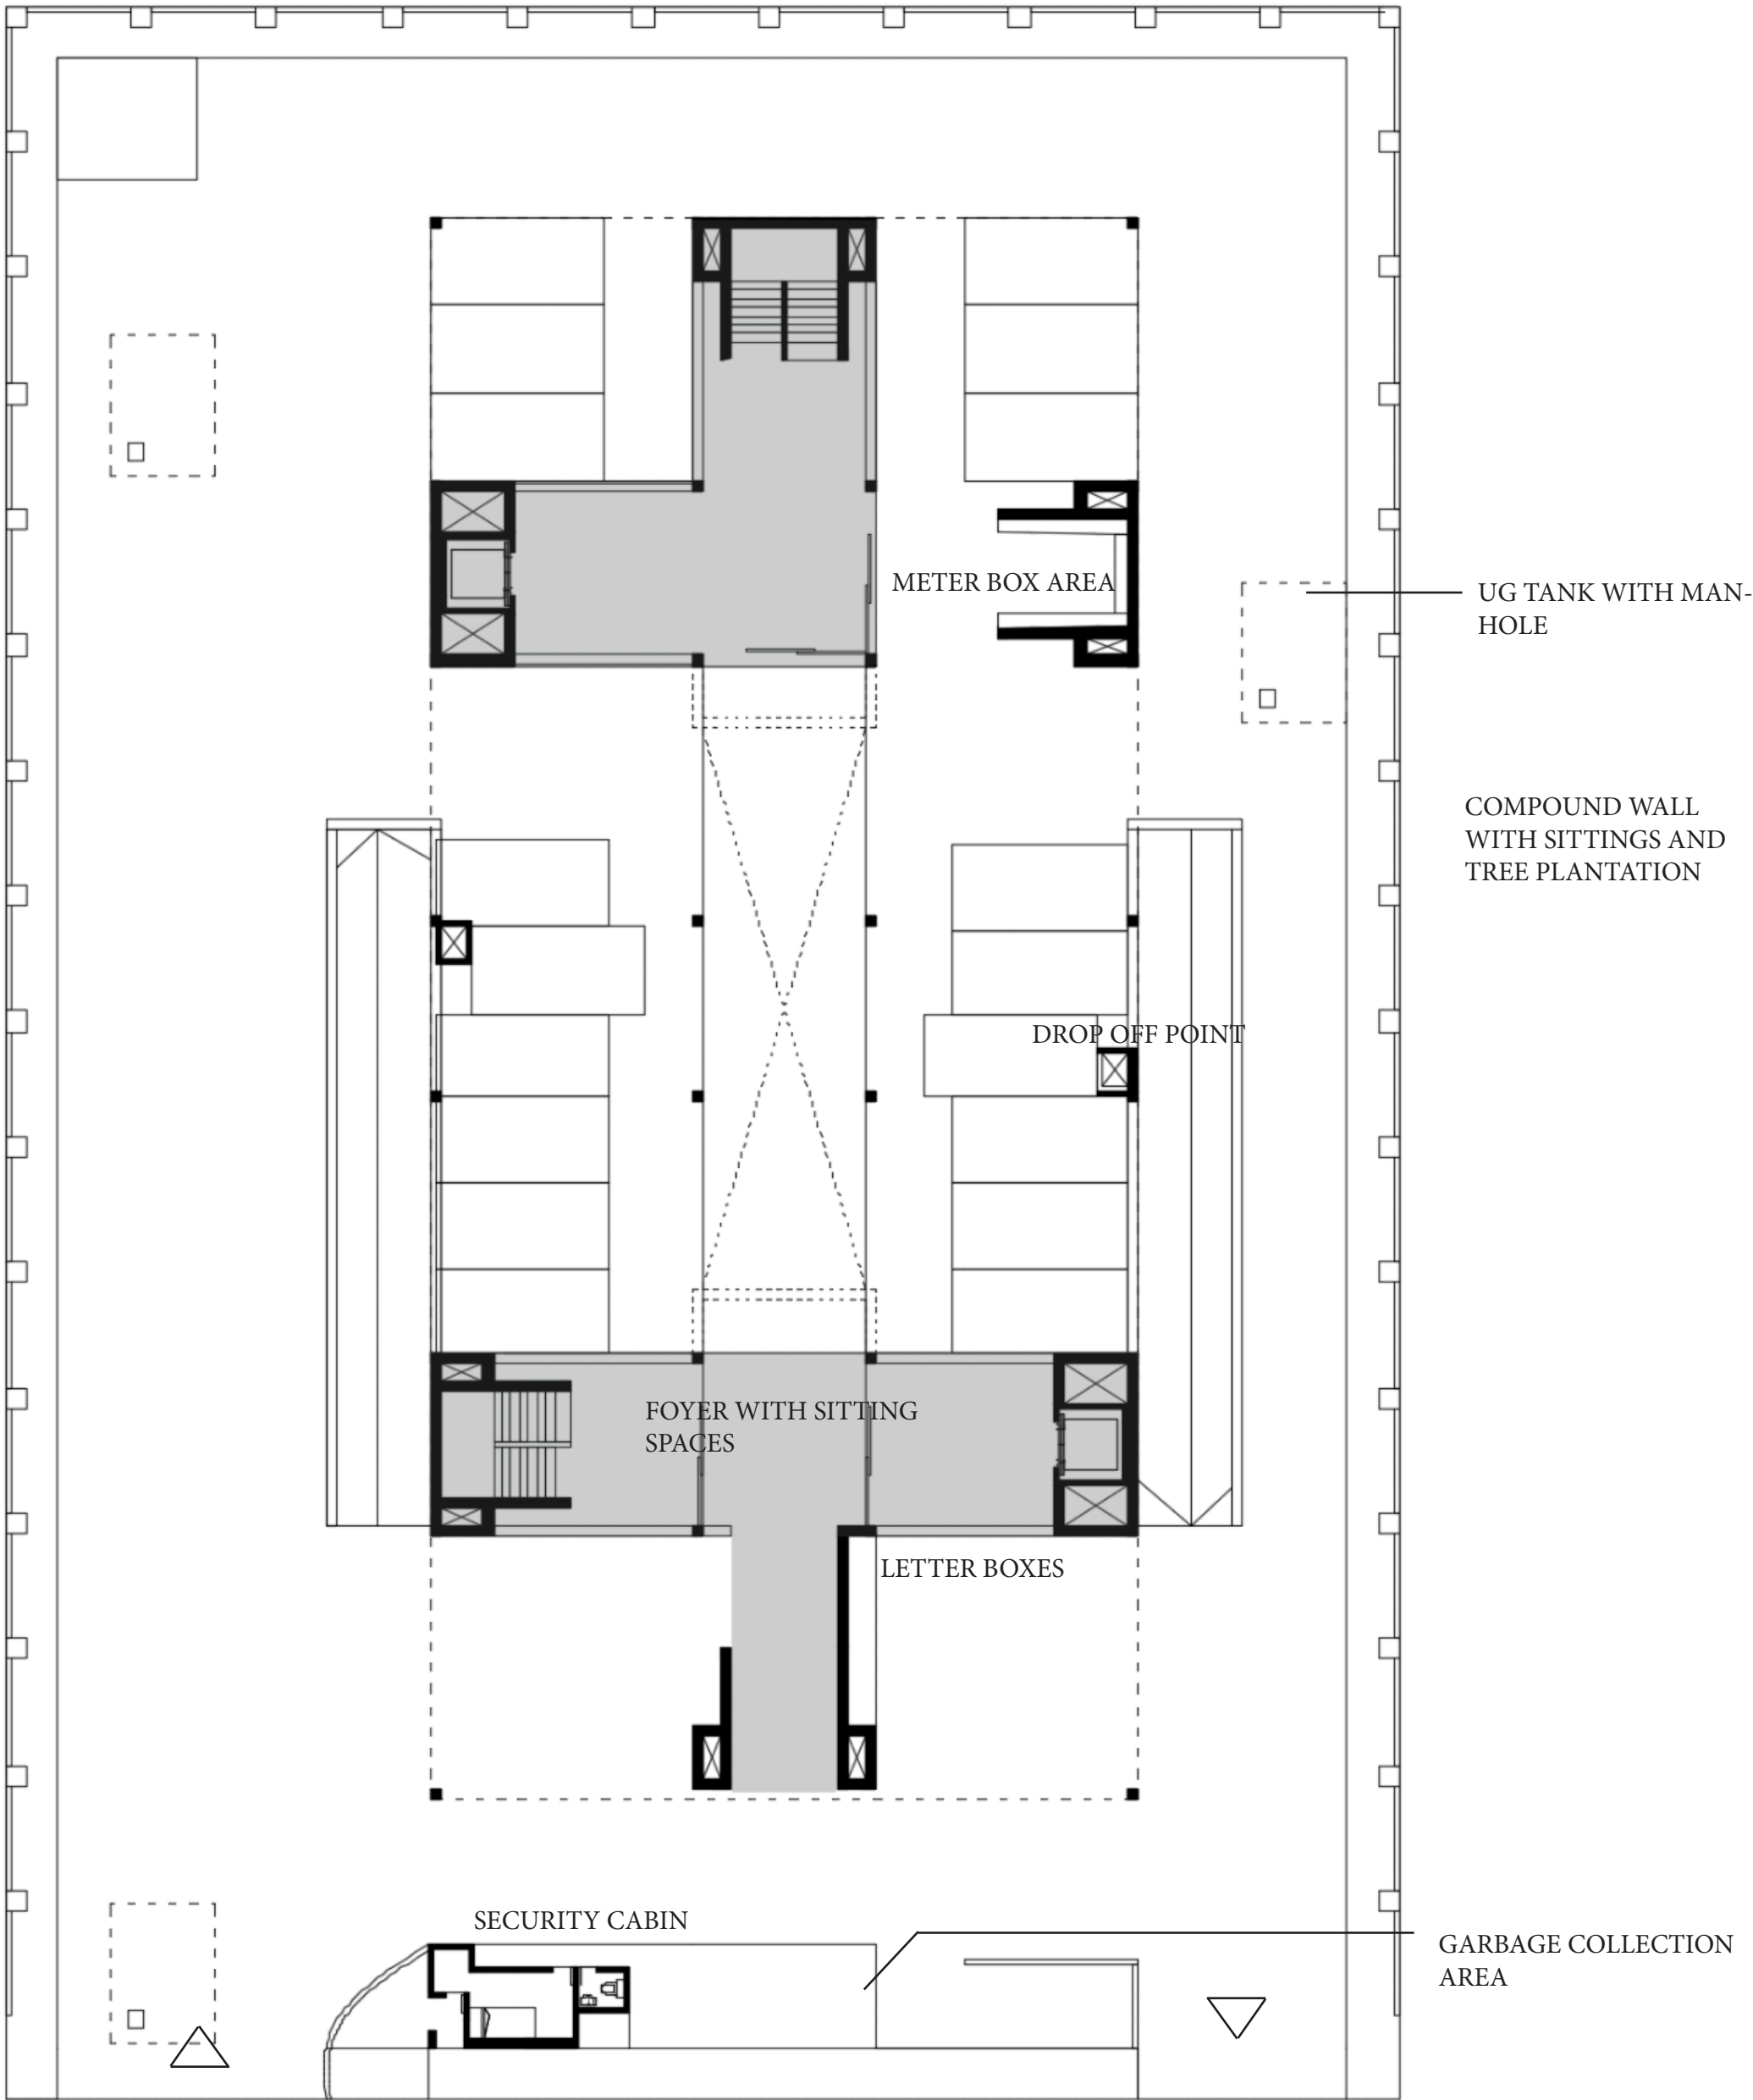 METER BOX AREA
UG TANK WITH MAN-
HOLE
COMPOUND WALL
WITH SITTINGS AND
TREE PLANTATION
DROP OFF POINT
FOYER WITH SITTING
SPACES
LETTER BOXES
SECURITY CABIN
GARBAGE COLLECTION
AREA